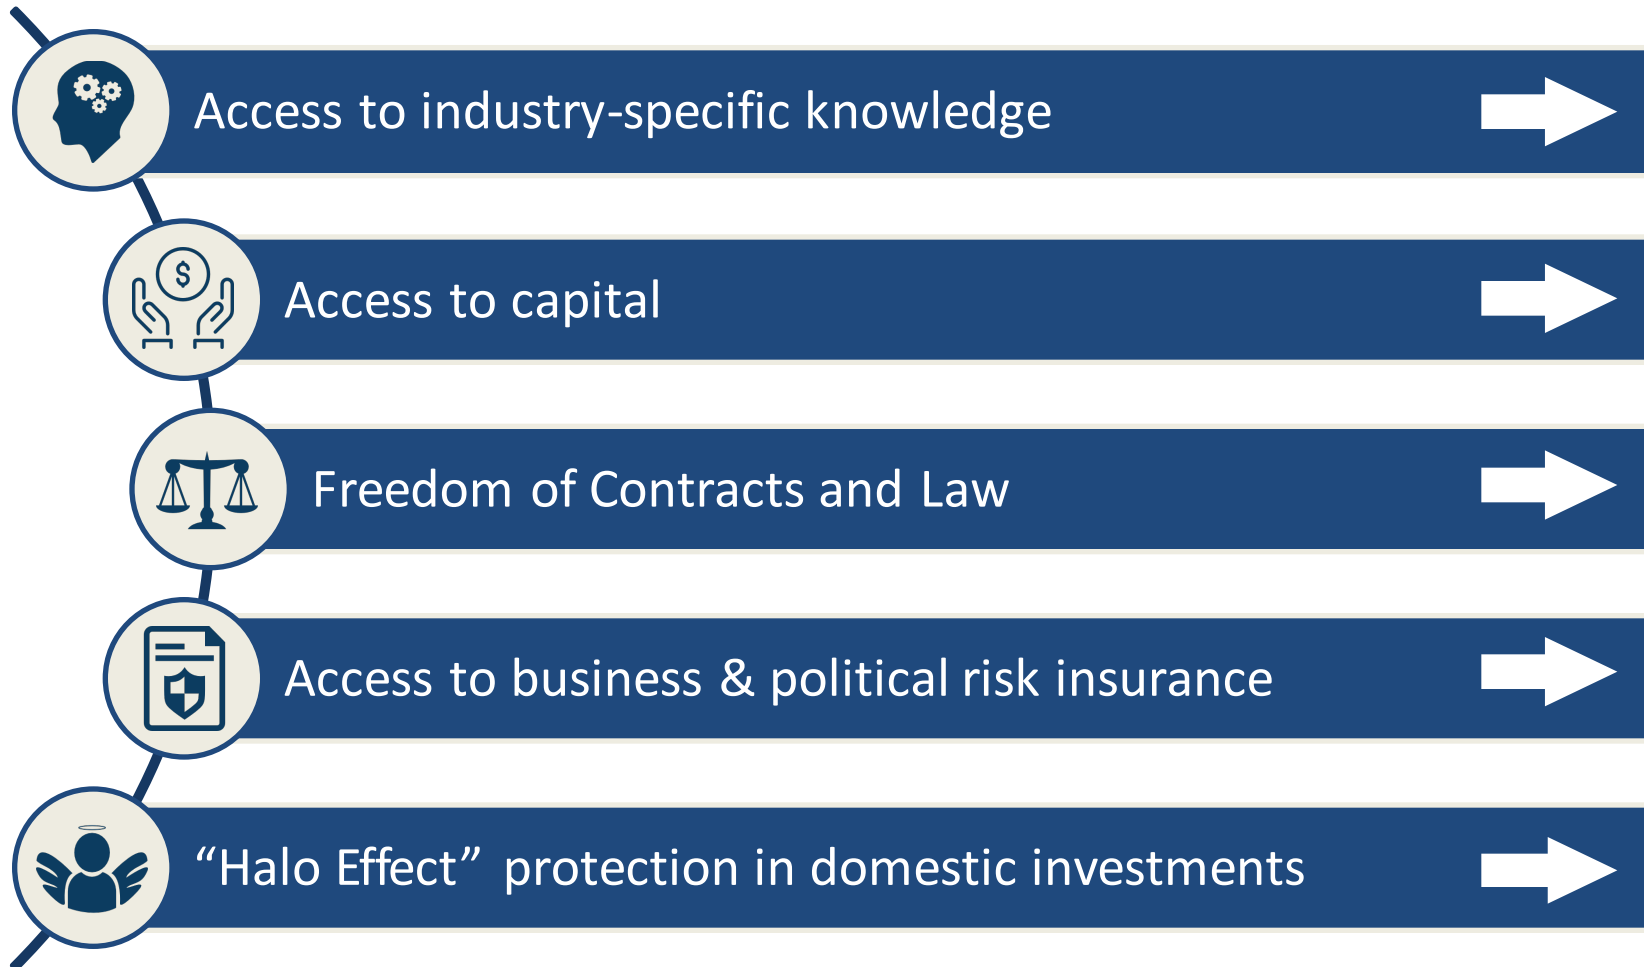 Access to industry-specific knowledge
$
Access to capital
Freedom of Contracts and Law
Access to business & political risk insurance
“Halo Effect” protection in domestic investments